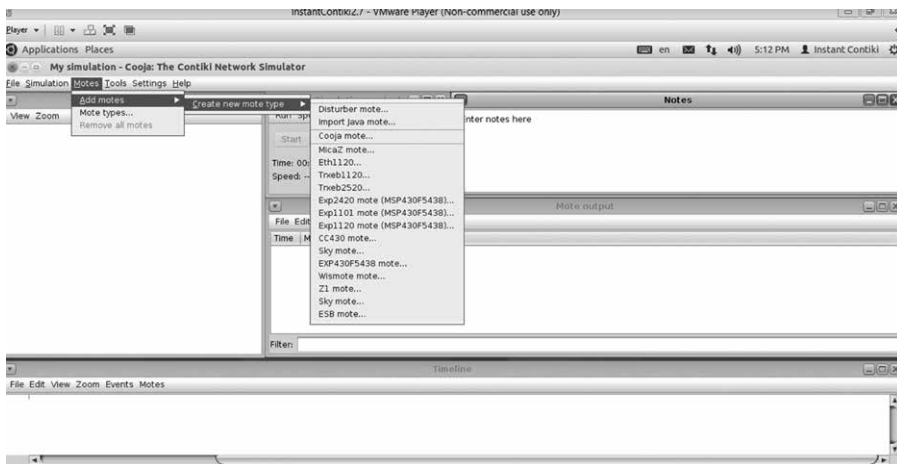 InstantContiki2.7 - VMware Player (Non-commercial use only)
Player
Applications Places
en 5:12 PM Instant Contiki
My simulation - Cooja: The Contiki Network Simulator
File Simulation Motes Tools Settings Help
Add motes
Create new mote type
Mote types...
Remove all motes
View Zoom
Run
Start
Time: 00:
Speed: --
Disturber mote...
Import Java mote...
Cooja mote...
MicaZ mote...
Eth1120...
Trxeb1120...
Trxeb2520...
Exp2420 mote (MSP430F5438)...
Exp1101 mote (MSP430F5438)...
Exp1120 mote (MSP430F5438)...
CC430 mote...
Sky mote...
EXP430F5438 mote...
Wismote mote...
Z1 mote...
Sky mote...
ESB mote...
Notes
Enter notes here
Mote output
File Edit
Time M
Filter:
Timeline
File Edit View Zoom Events Motes